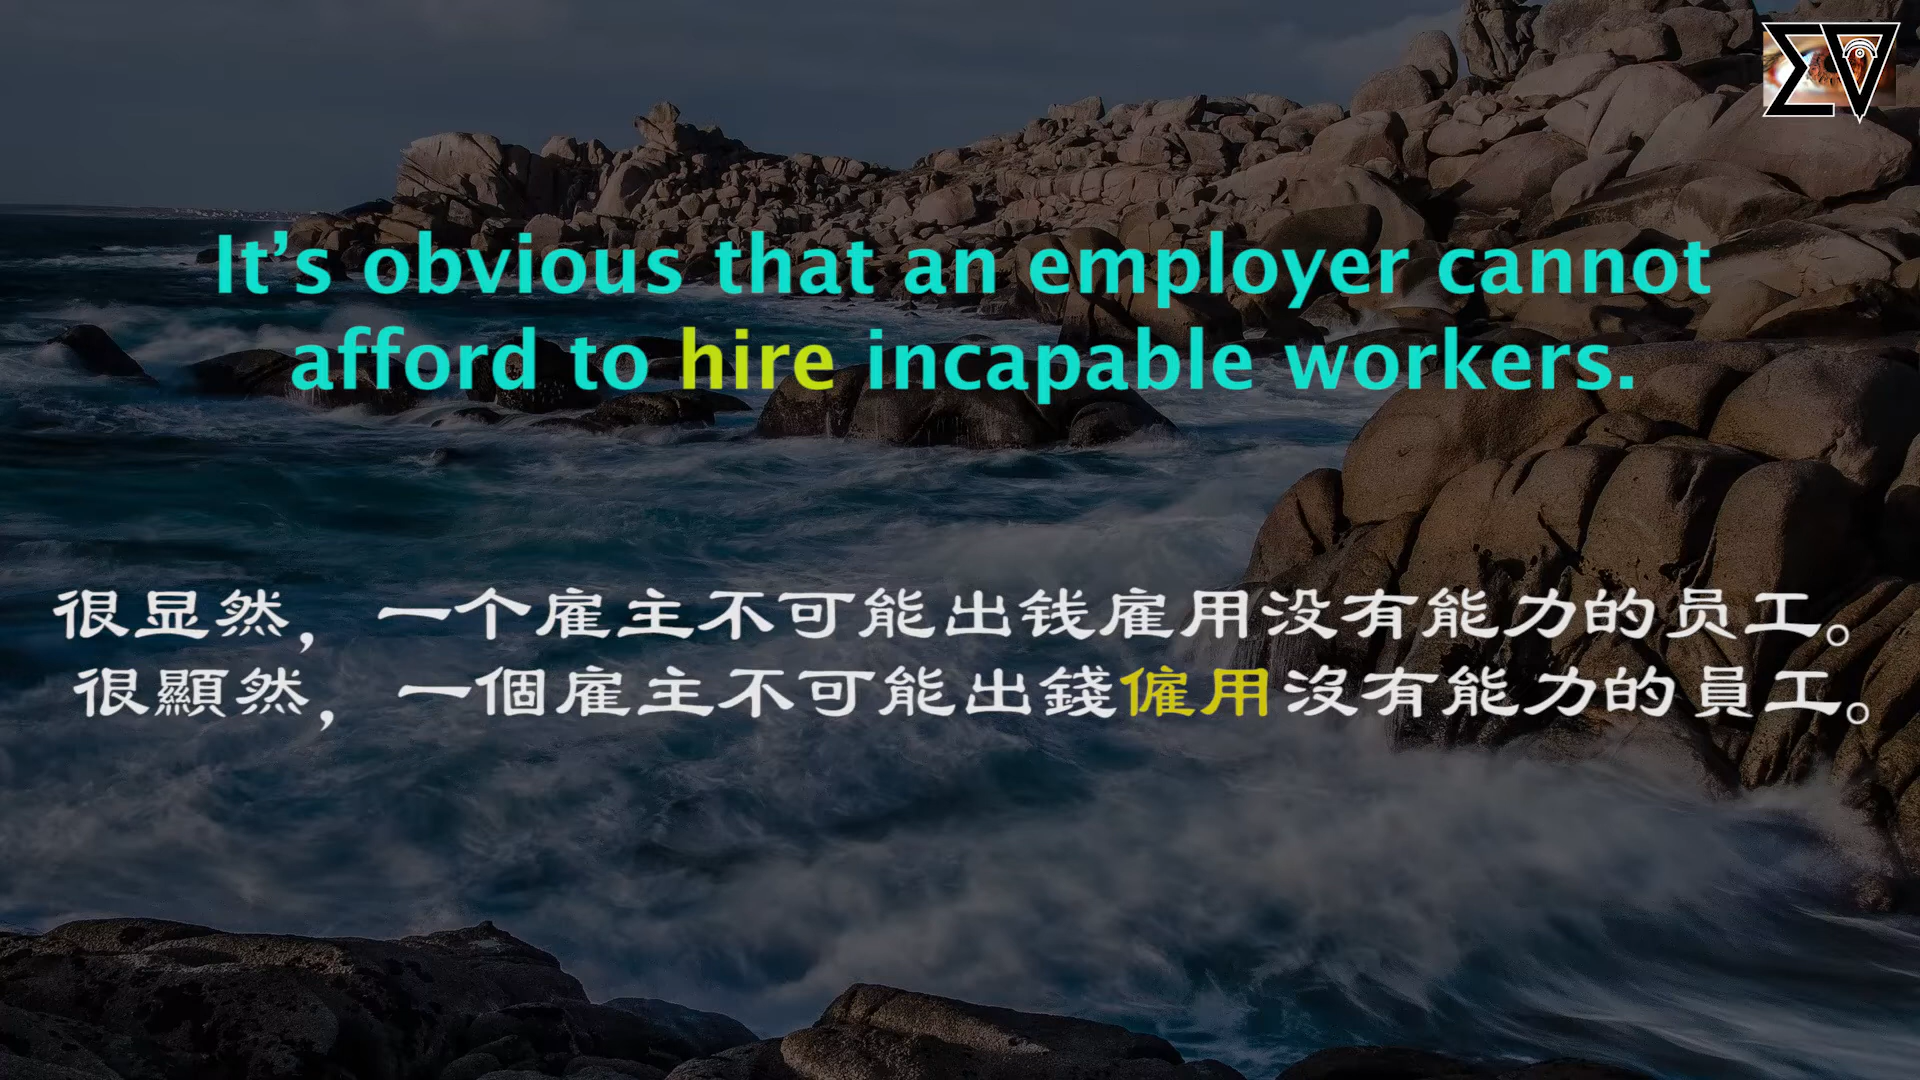 It’s obvious that an employer cannot
afford to hire incapable workers.
很显然，一个雇主不可能出钱雇用没有能力的员工。
很顯然，一個雇主不可能出錢僱用沒有能力的員工。